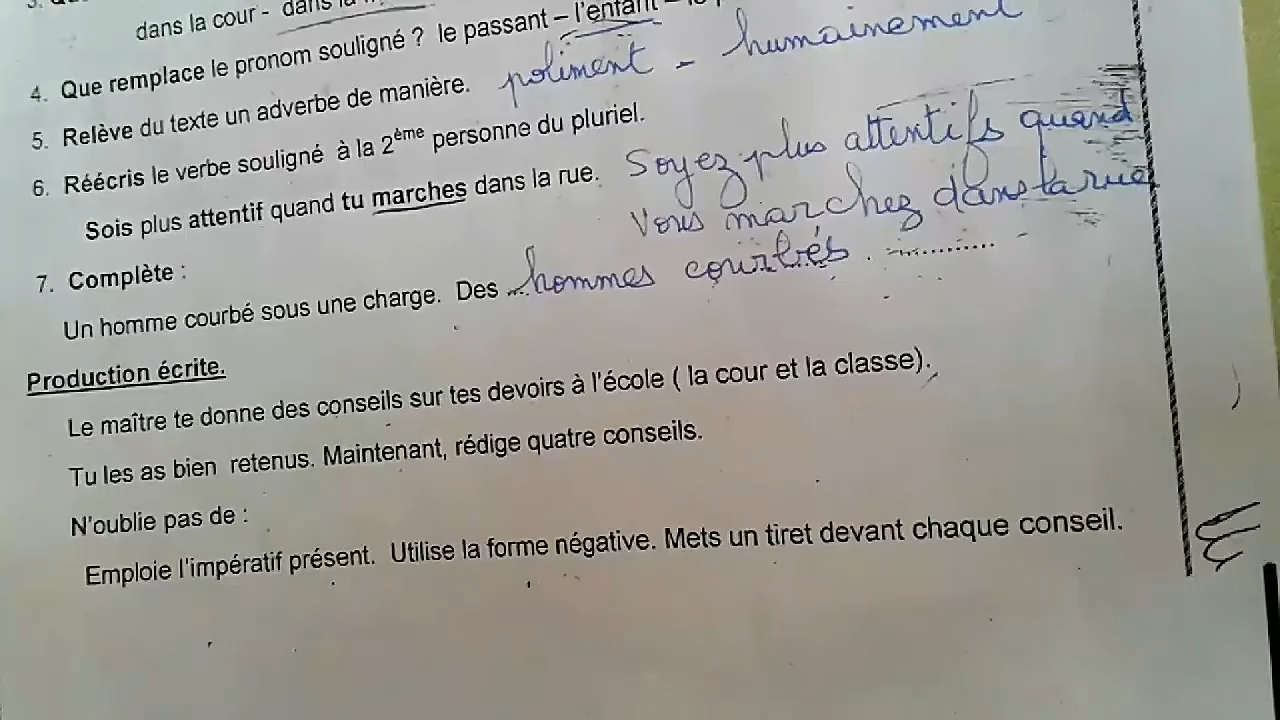 dans la cour - dans la
4. Que remplace le pronom souligné ? le passant – l'enfant –
5. Relève du texte un adverbe de manière. poliment - humainement
6. Réécris le verbe souligné à la 2ème personne du pluriel.
Sois plus attentif quand tu marches dans la rue. Soyez plus attentifs quand
Vous marchez dans la rue
7. Complète :
Un homme courbé sous une charge. Des hommes courbés. ............
Production écrite.
Le maître te donne des conseils sur tes devoirs à l'école ( la cour et la classe).
Tu les as bien retenus. Maintenant, rédige quatre conseils.
N'oublie pas de :
Emploie l'impératif présent. Utilise la forme négative. Mets un tiret devant chaque conseil.